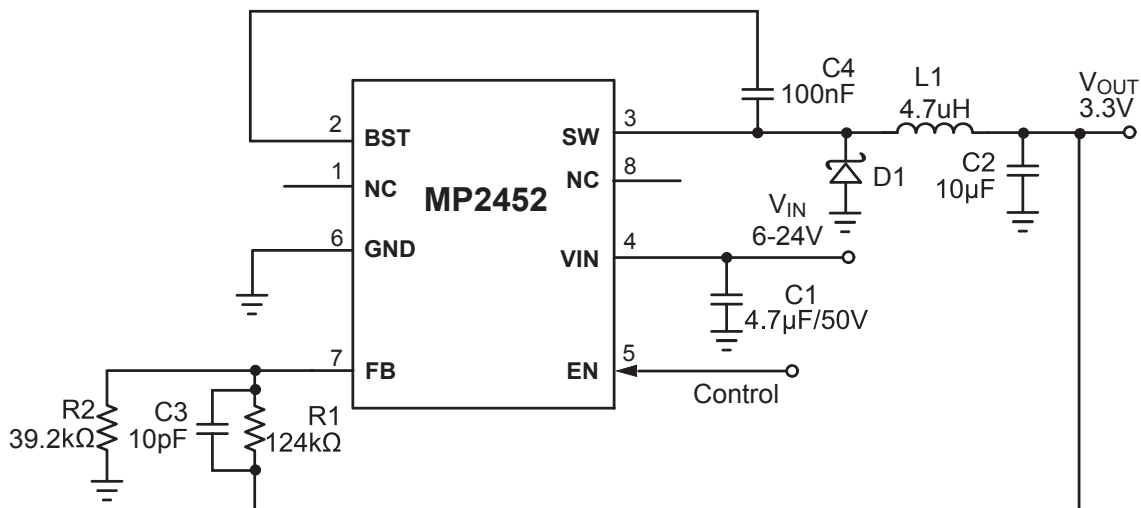 C4
100nF
L1
4.7uH
VOUT
3.3V
2
BST
3
SW
1
NC
8
NC
MP2452
D1
C2
10µF
VIN
6-24V
6
GND
4
VIN
C1
4.7µF/50V
7
FB
5
EN
Control
R2
39.2kΩ
C3
10pF
R1
124kΩ